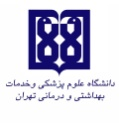 دانشگاه علوم پزشکی وخدمات
بهداشتی و درمانی تهران